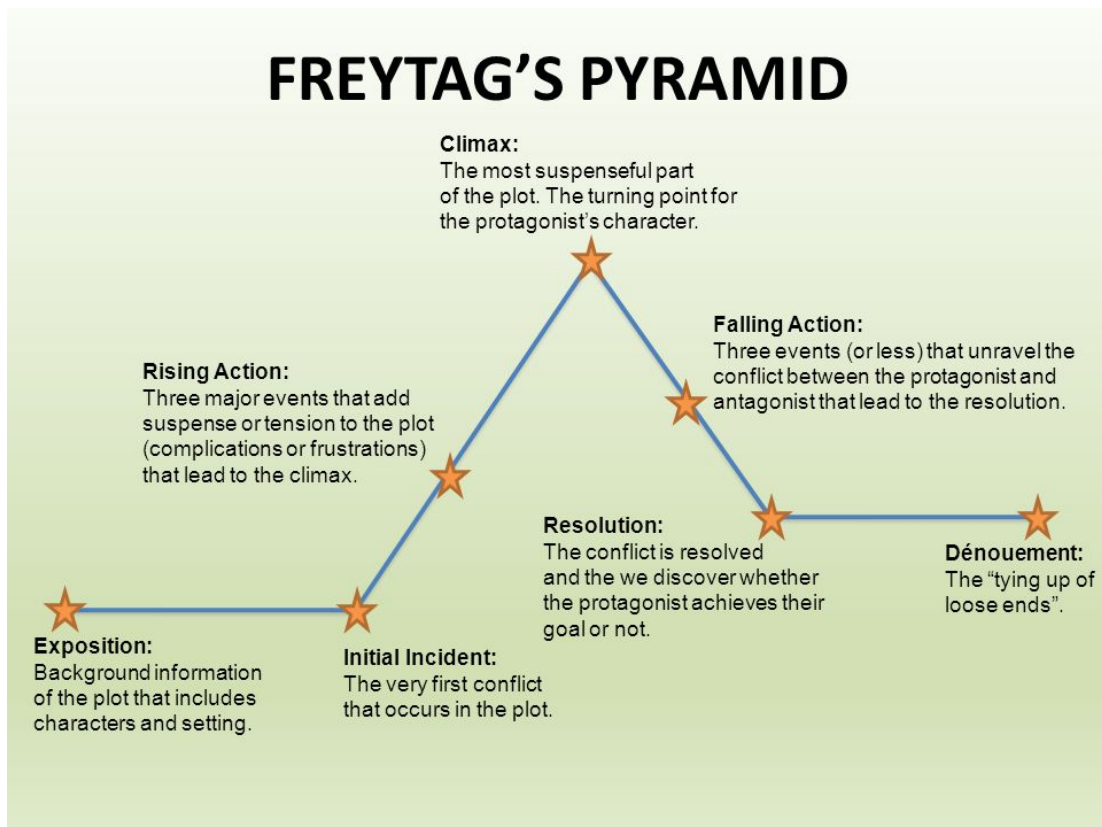 FREYTAG’S PYRAMID
Climax:
The most suspenseful part
of the plot. The turning point for
the protagonist’s character.
Falling Action:
Three events (or less) that unravel the
conflict between the protagonist and
antagonist that lead to the resolution.
Rising Action:
Three major events that add
suspense or tension to the plot
(complications or frustrations)
that lead to the climax.
Resolution:
The conflict is resolved
and the we discover whether
the protagonist achieves their
goal or not.
Dénouement:
The “tying up of
loose ends”.
Exposition:
Background information
of the plot that includes
characters and setting.
Initial Incident:
The very first conflict
that occurs in the plot.